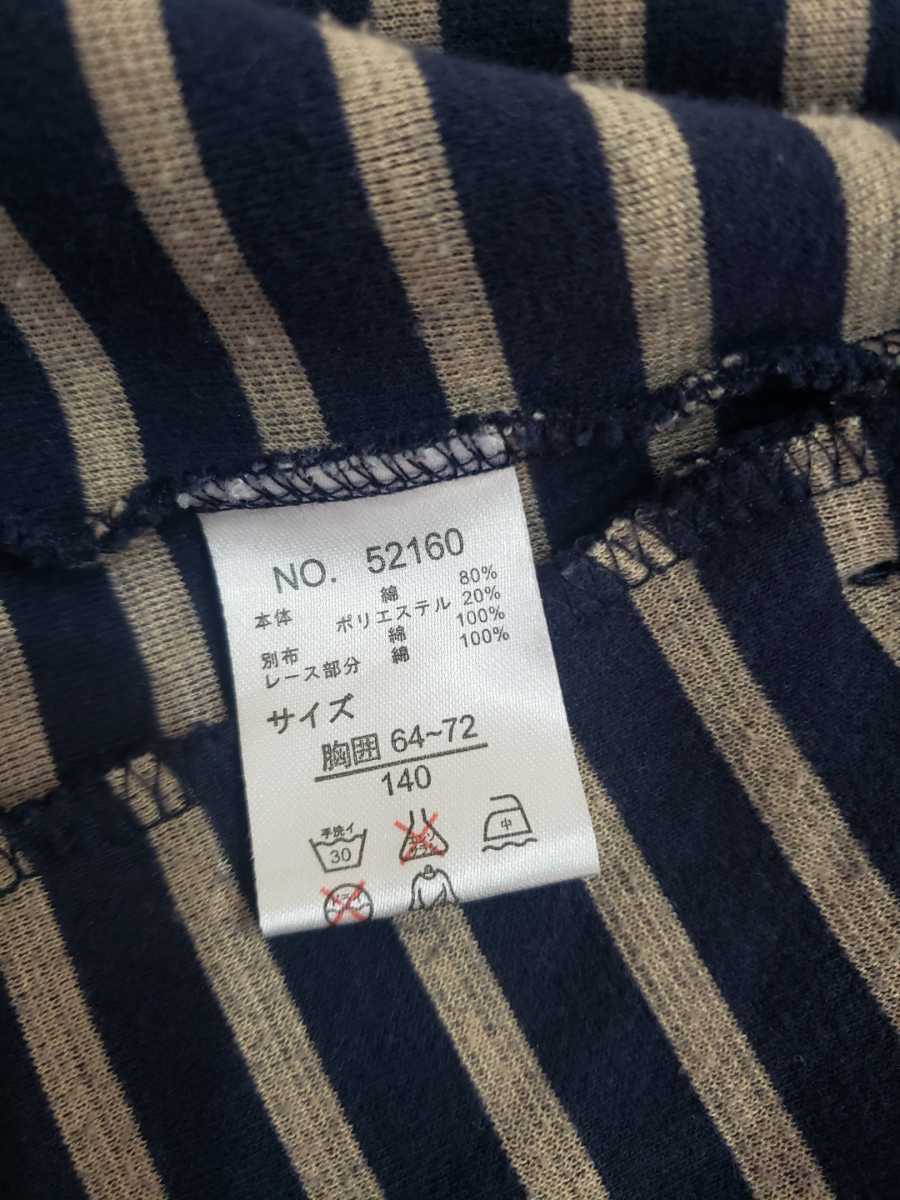 NO. 52160
本体 綿 80%
ポリエステル 20%
別布 綿 100%
レース部分 綿 100%
サイズ
胸囲 64~72
140
手洗イ
30
中